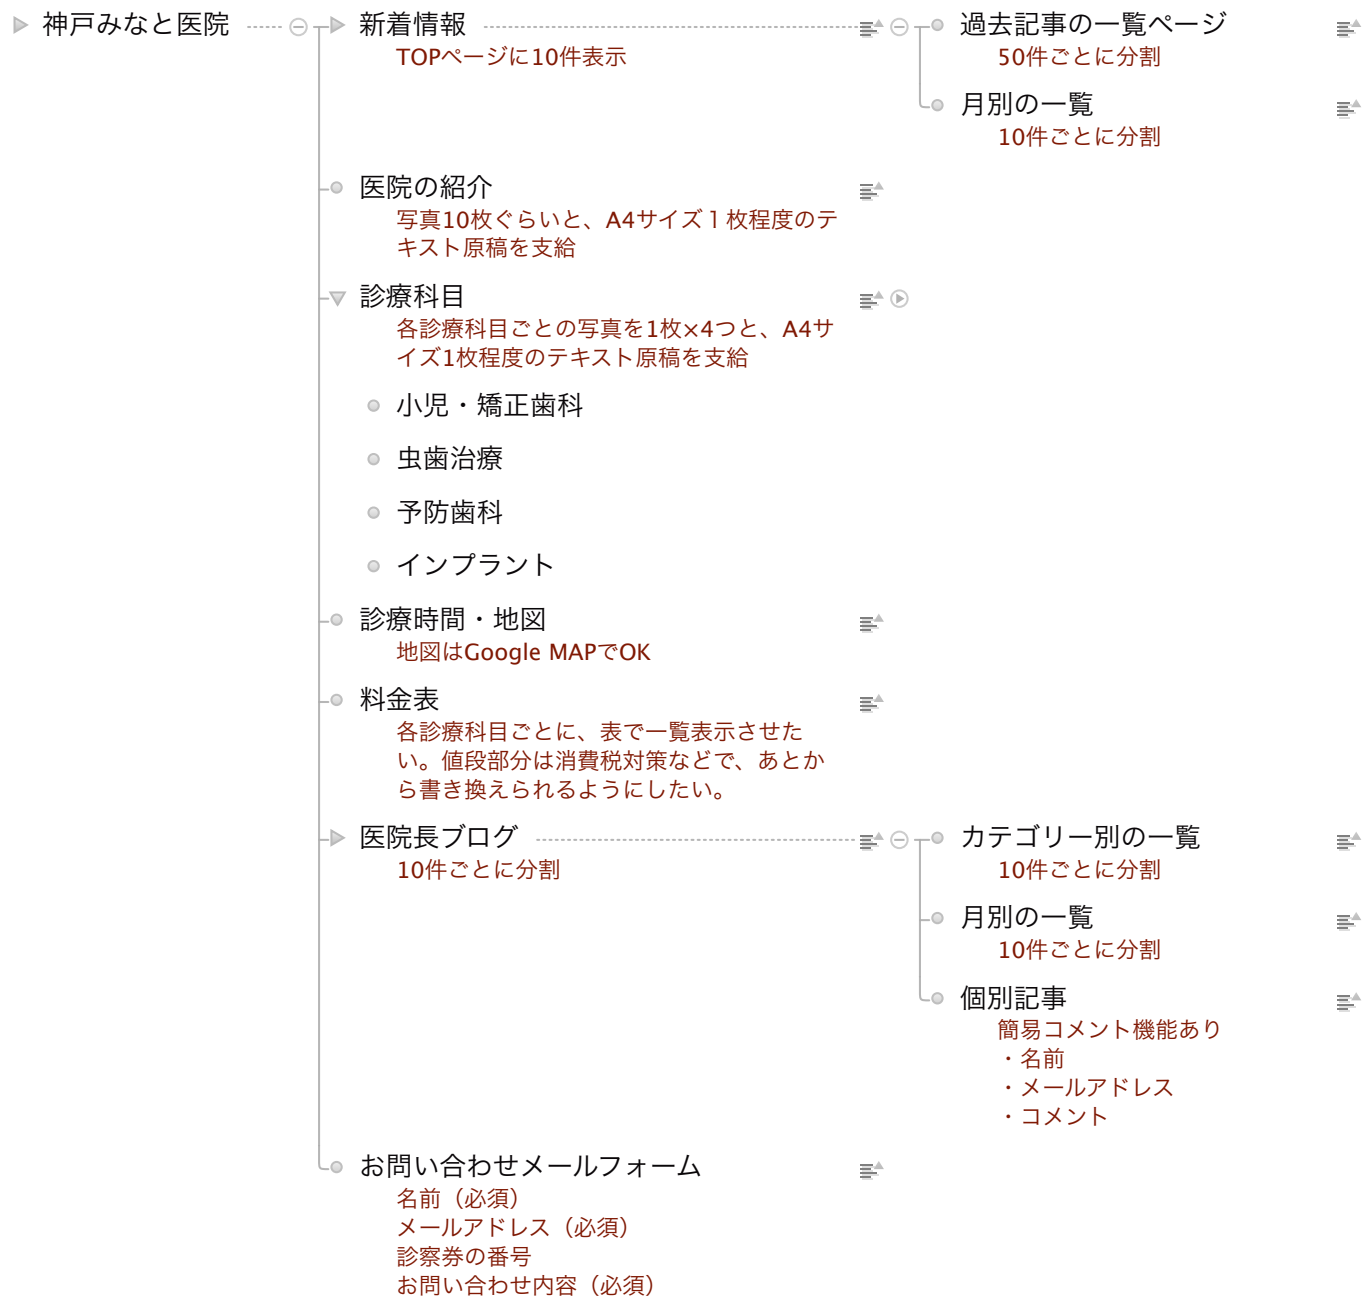 神戸みなと医院
新着情報
TOPページに10件表示
過去記事の一覧ページ
50件ごとに分割
月別の一覧
10件ごとに分割
医院の紹介
写真10枚ぐらいと、A4サイズ１枚程度のテ
キスト原稿を支給
診療科目
各診療科目ごとの写真を1枚×4つと、A4サ
イズ1枚程度のテキスト原稿を支給
小児・矯正歯科
虫歯治療
予防歯科
インプラント
診療時間・地図
地図はGoogle MAPでOK
料金表
各診療科目ごとに、表で一覧表示させた
い。値段部分は消費税対策などで、あとか
ら書き換えられるようにしたい。
医院長ブログ
10件ごとに分割
カテゴリー別の一覧
10件ごとに分割
月別の一覧
10件ごとに分割
個別記事
簡易コメント機能あり
・名前
・メールアドレス
・コメント
お問い合わせメールフォーム
名前（必須）
メールアドレス（必須）
診察券の番号
お問い合わせ内容（必須）